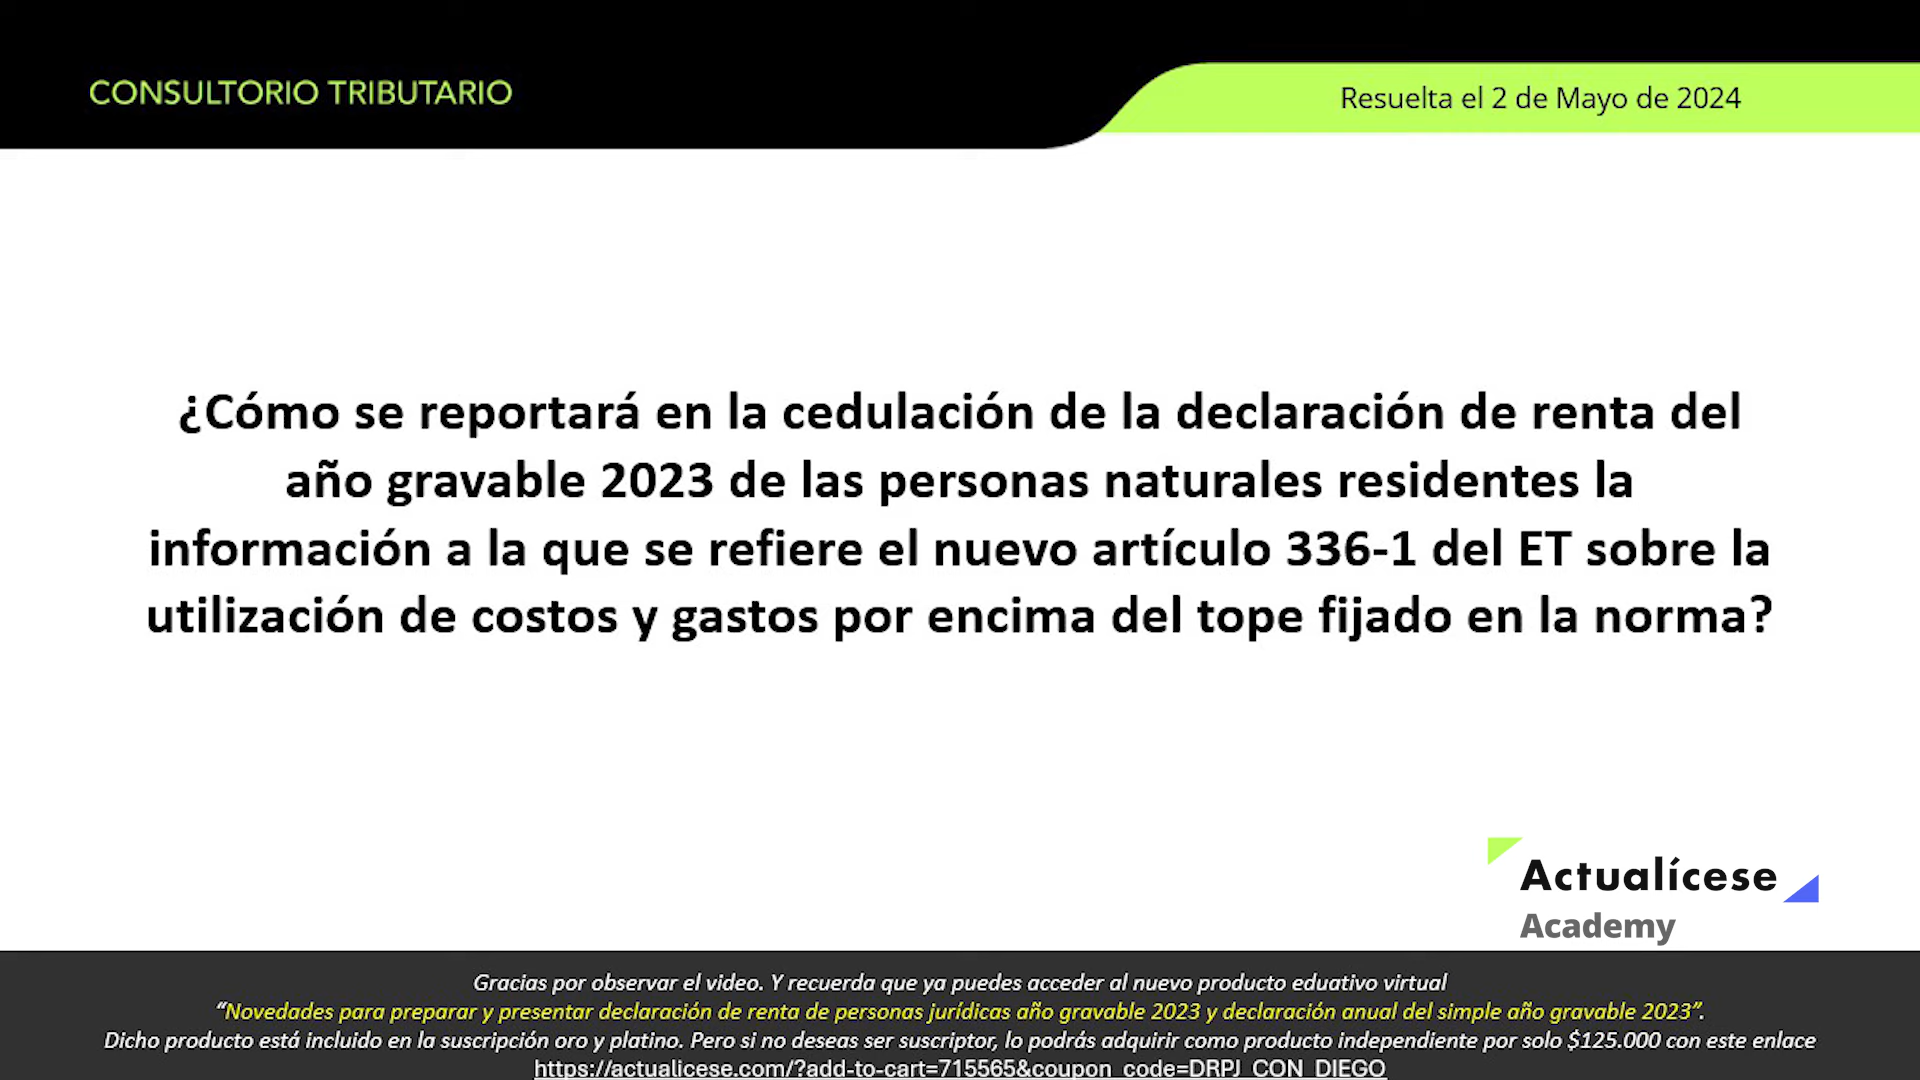 CONSULTORIO TRIBUTARIO
Resuelta el 2 de Mayo de 2024
¿Cómo se reportará en la cedulación de la declaración de renta del
año gravable 2023 de las personas naturales residentes la
información a la que se refiere el nuevo artículo 336-1 del ET sobre la
utilización de costos y gastos por encima del tope fijado en la norma?
Actualícese
Academy
Gracias por observar el video. Y recuerda que ya puedes acceder al nuevo producto eduativo virtual
“Novedades para preparar y presentar declaración de renta de personas jurídicas año gravable 2023 y declaración anual del simple año gravable 2023”.
Dicho producto está incluido en la suscripción oro y platino. Pero si no deseas ser suscriptor, lo podrás adquirir como producto independiente por solo $125.000 con este enlace
https://actualicese.com/?add-to-cart=715565&coupon_code=DRPJ_CON_DIEGO